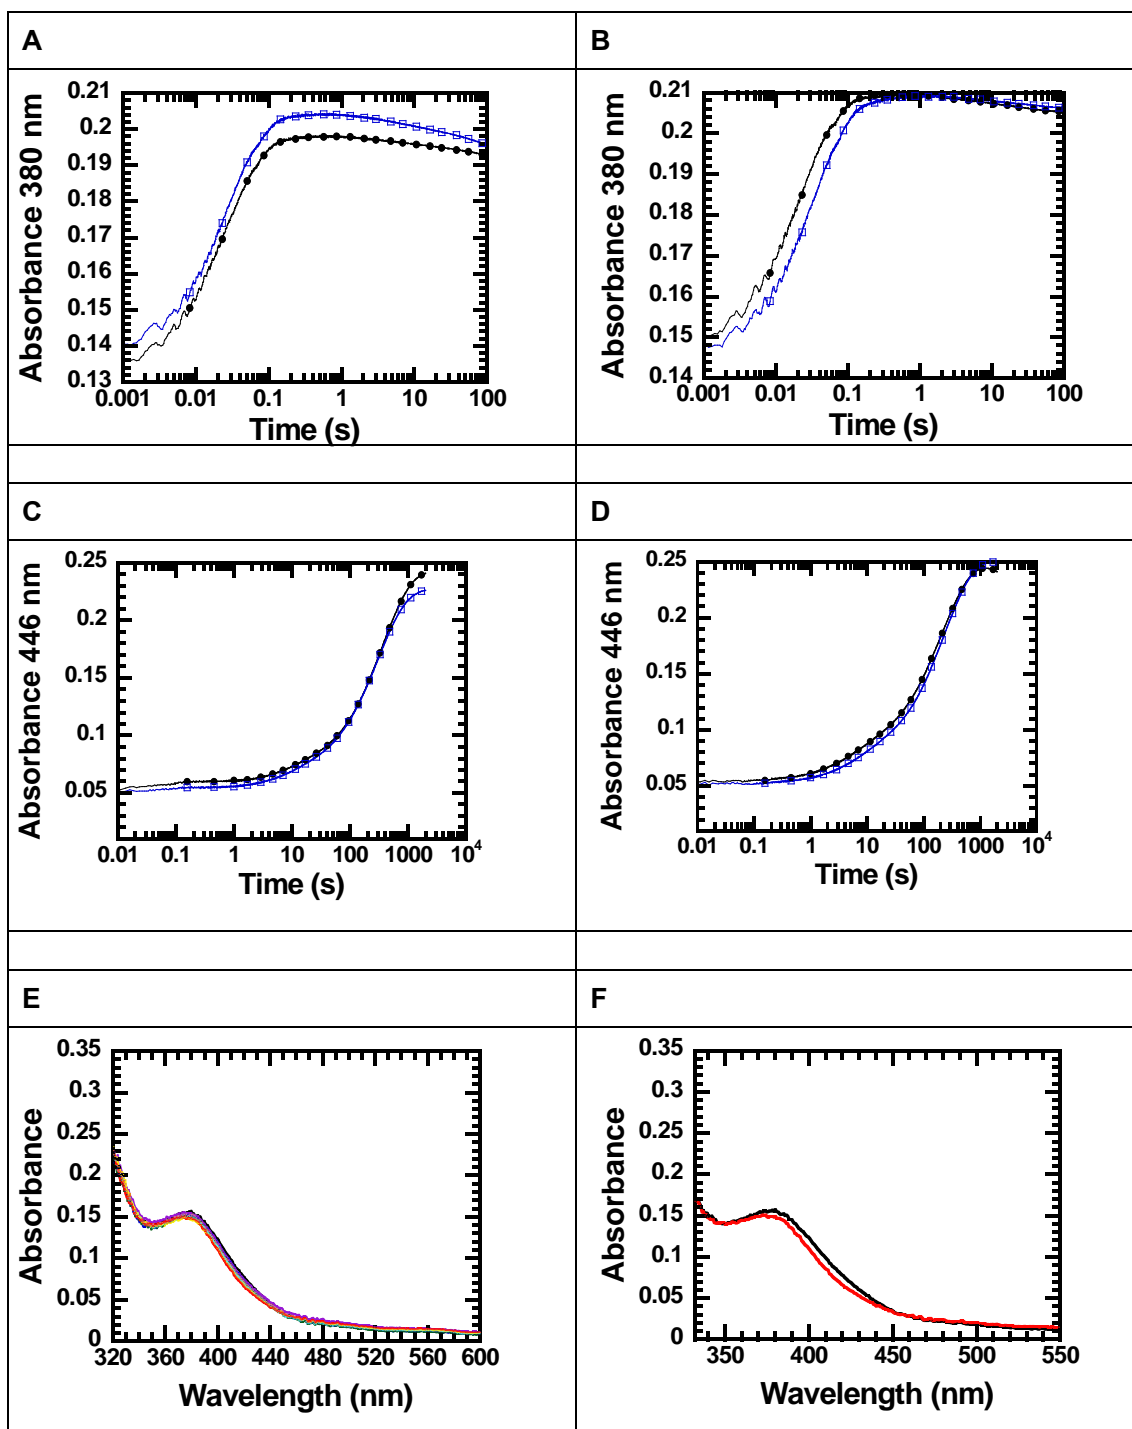 A
B
Absorbance 380 nm
0.21
0.2
0.19
0.18
0.17
0.16
0.15
0.14
0.13
0.001 0.01 0.1 1 10 100
Time (s)
Absorbance 380 nm
0.21
0.2
0.19
0.18
0.17
0.16
0.15
0.14
0.001 0.01 0.1 1 10 100
Time (s)
C
D
Absorbance 446 nm
0.25
0.2
0.15
0.1
0.05
0.01 0.1 1 10 100 1000 10⁴
Time (s)
Absorbance 446 nm
0.25
0.2
0.15
0.1
0.05
0.01 0.1 1 10 100 1000 10⁴
Time (s)
E
F
Absorbance
0.35
0.3
0.25
0.2
0.15
0.1
0.05
0
320 360 400 440 480 520 560 600
Wavelength (nm)
Absorbance
0.35
0.3
0.25
0.2
0.15
0.1
0.05
0
350 400 450 500 550
Wavelength (nm)